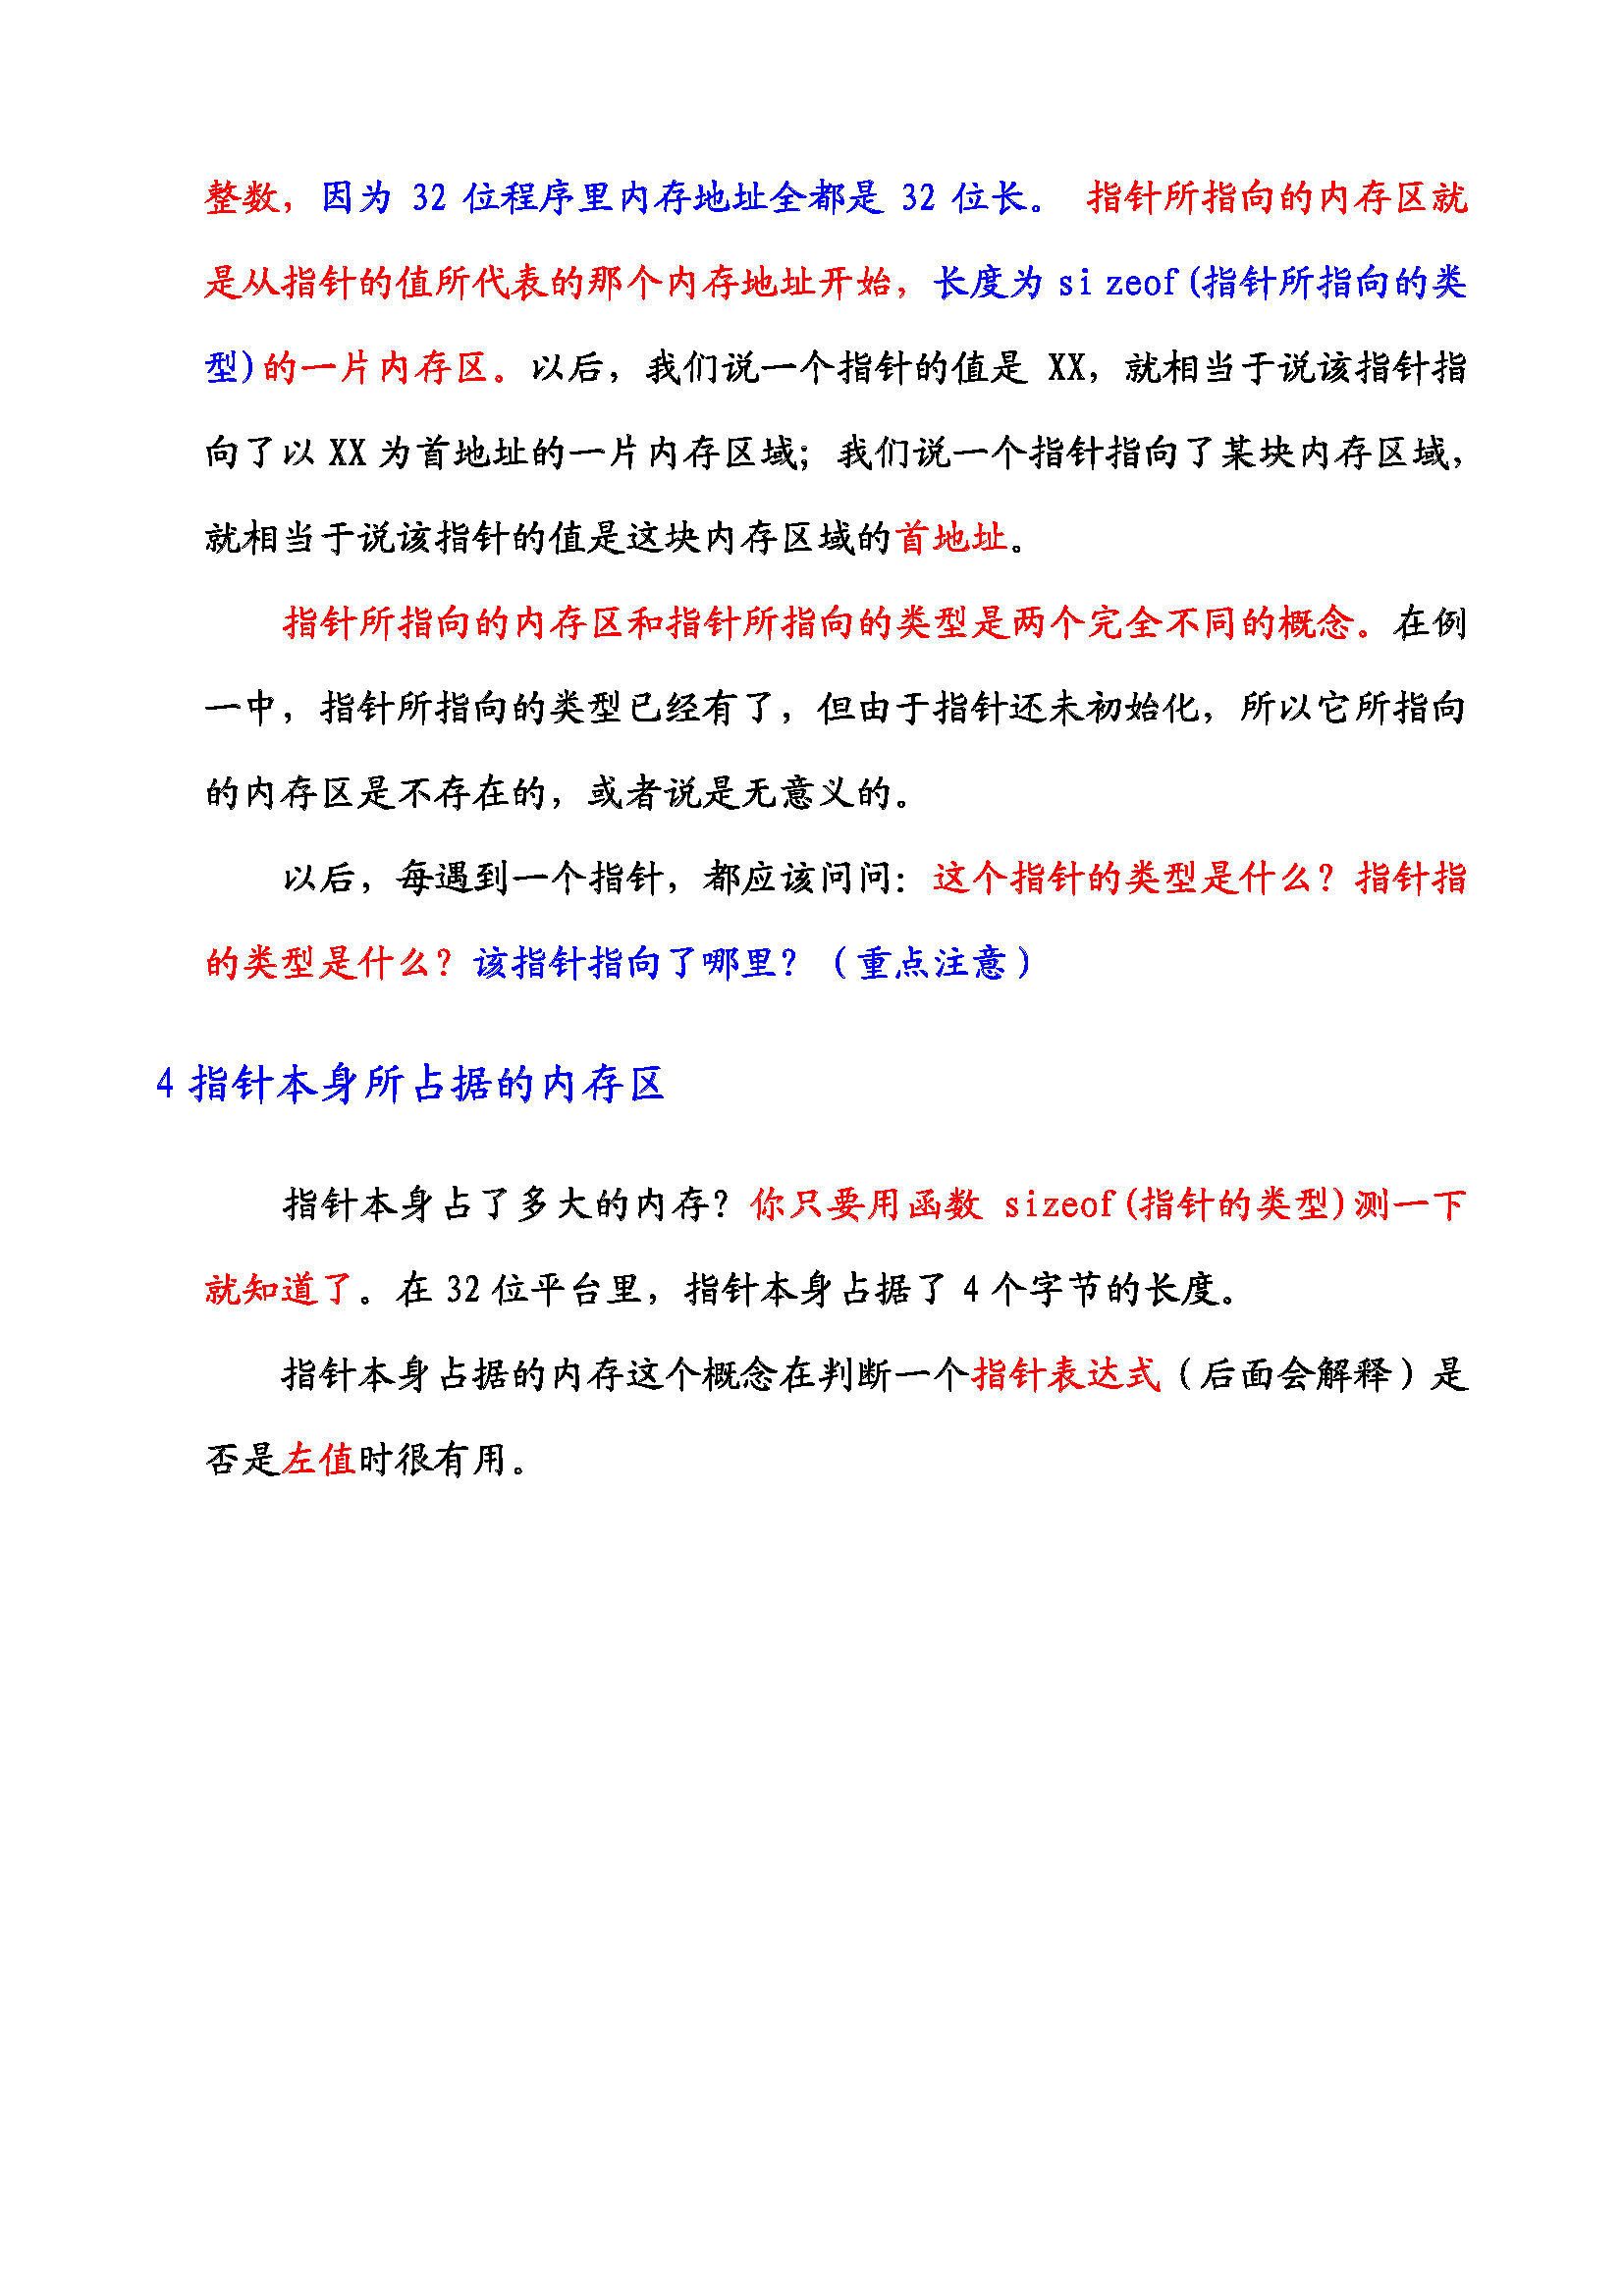 整数，因为 32 位程序里内存地址全都是 32 位长。 指针所指向的内存区就
是从指针的值所代表的那个内存地址开始，长度为 si zeof(指针所指向的类
型)的一片内存区。以后，我们说一个指针的值是 XX，就相当于说该指针指
向了以 XX 为首地址的一片内存区域；我们说一个指针指向了某块内存区域，
就相当于说该指针的值是这块内存区域的首地址。
指针所指向的内存区和指针所指向的类型是两个完全不同的概念。在例
一中，指针所指向的类型已经有了，但由于指针还未初始化，所以它所指向
的内存区是不存在的，或者说是无意义的。
以后，每遇到一个指针，都应该问问：这个指针的类型是什么？指针指
的类型是什么？该指针指向了哪里？（重点注意）
4 指针本身所占据的内存区
指针本身占了多大的内存？你只要用函数 sizeof(指针的类型)测一下
就知道了。在 32 位平台里，指针本身占据了 4 个字节的长度。
指针本身占据的内存这个概念在判断一个指针表达式（后面会解释）是
否是左值时很有用。